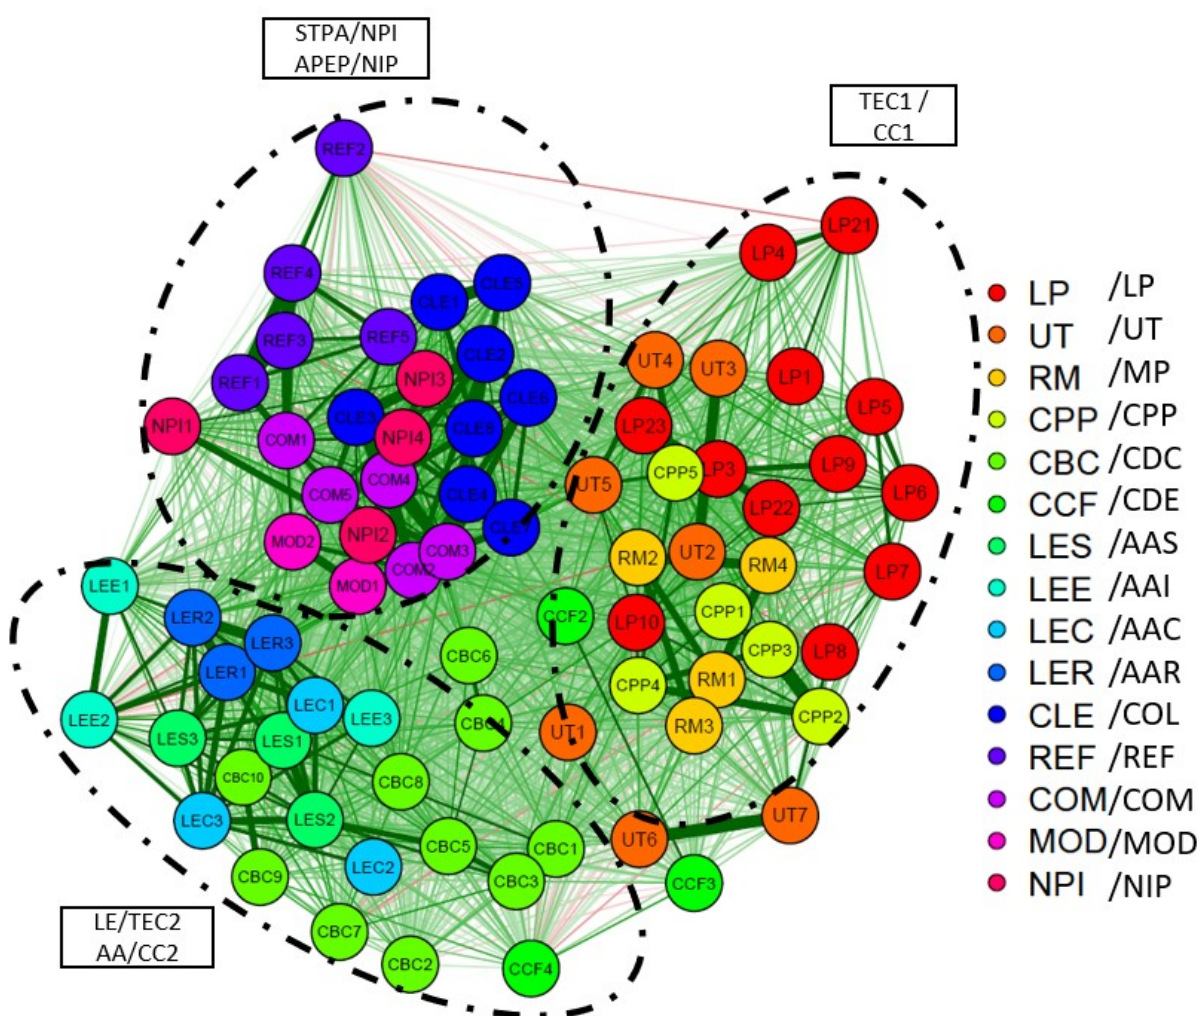 STPA/NPI
APEP/NIP
TEC1 /
CC1
REF2
LP21
LP4
REF4
CLE1
REF3
REF5
CLE2
UT4
UT3
LP1
REF1
NPI3
CLE6
LP5
NPI1
CLE3
NPI4
LP23
COM1
CPP5
LP3
LP9
COM4
COM5
CLE4
UT5
LP6
LP22
CLE7
NPI2
MOD2
COM3
COM2
MOD1
RM2
UT2
RM4
LP7
LEE1
LER2
CCF2
LP10
CPP1
LER3
LER1
CBC6
CPP3
LP8
CPP4
RM1
LEE2
LEC1
LEE3
CBC4
CPP2
LES3
LES1
UT1
RM3
CBC10
CBC8
LEC3
LES2
UT7
UT6
CBC5
CBC1
CBC9
LEC2
CBC3
CCF3
CBC7
CBC2
CCF4
LE/TEC2
AA/CC2
LP /LP
UT /UT
RM /MP
CPP /CPP
CBC /CDC
CCF /CDE
LES /AAS
LEE /AAI
LEC /AAC
LER /AAR
CLE /COL
REF /REF
COM /COM
MOD /MOD
NPI /NIP